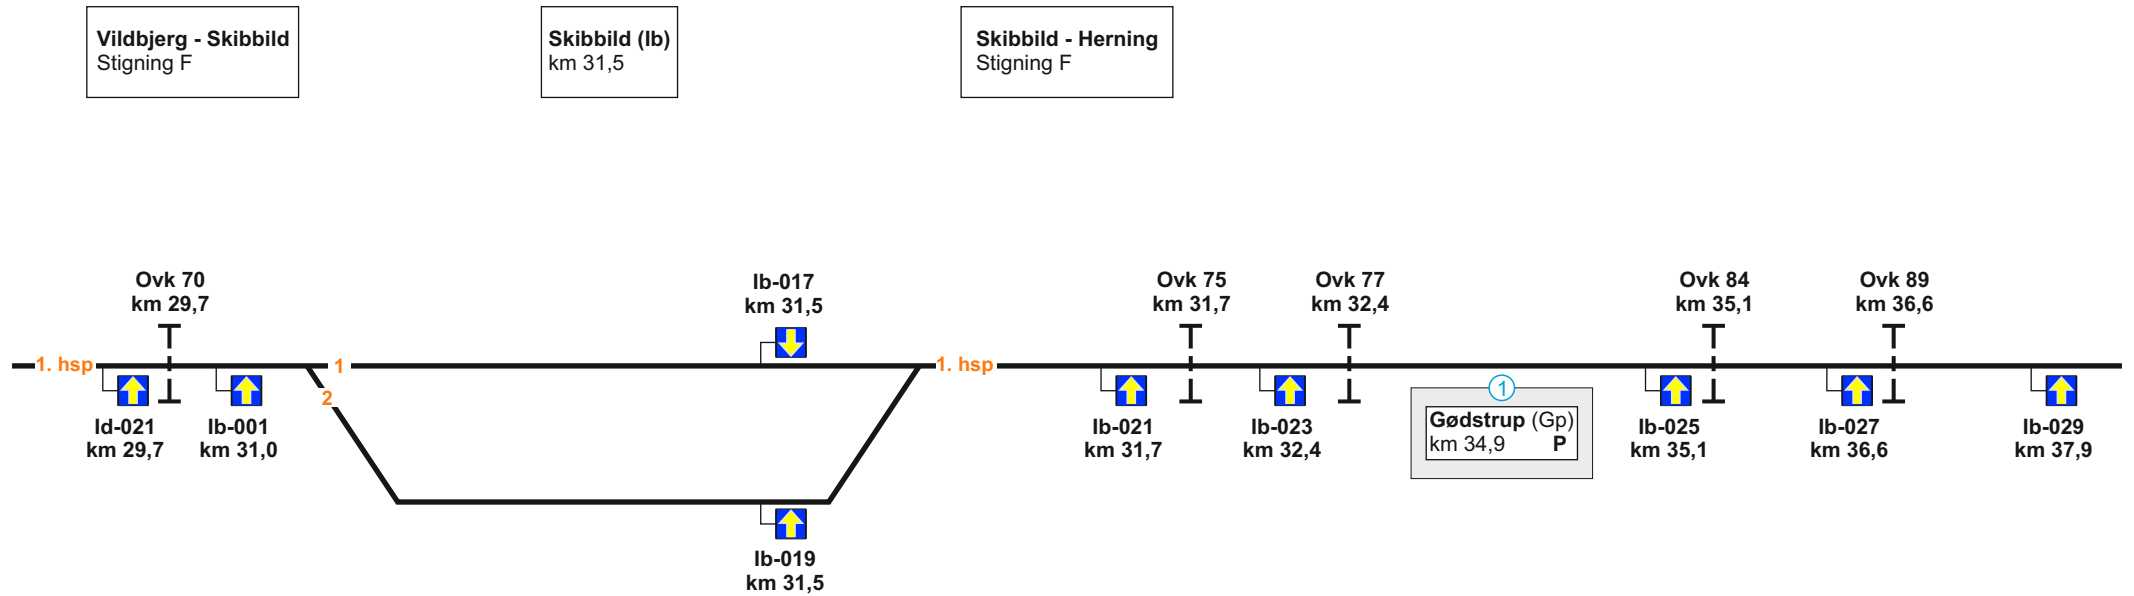 Vildbjerg - Skibbild
Stigning F
Skibbild (Ib)
km 31,5
Skibbild - Herning
Stigning F
Ovk 70
km 29,7
Ib-017
km 31,5
Ovk 75
km 31,7
Ovk 77
km 32,4
Ovk 84
km 35,1
Ovk 89
km 36,6
1. hsp
1
1. hsp
2
1
Id-021
km 29,7
Ib-001
km 31,0
Ib-021
km 31,7
Ib-023
km 32,4
Gødstrup (Gp)
km 34,9 P
Ib-025
km 35,1
Ib-027
km 36,6
Ib-029
km 37,9
Ib-019
km 31,5